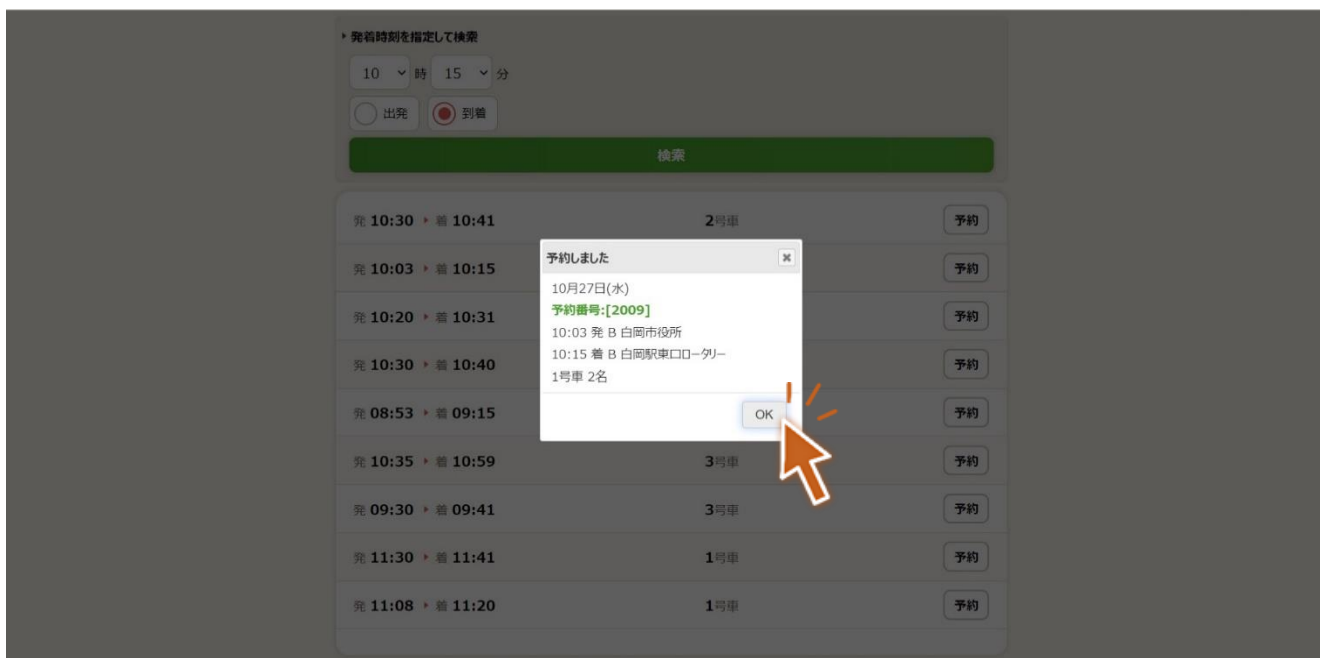 発着時刻を指定して検索
10 時 15 分
出発 到着
検索
発 10:30 着 10:41 2号車 予約
発 10:03 着 10:15 予約
発 10:20 着 10:31 予約
発 10:30 着 10:40 予約
発 08:53 着 09:15 予約
発 10:35 着 10:59 3号車 予約
発 09:30 着 09:41 3号車 予約
発 11:30 着 11:41 1号車 予約
発 11:08 着 11:20 1号車 予約
予約しました
10月27日(水)
予約番号:[2009]
10:03 発 B 白岡市役所
10:15 着 B 白岡駅東口ロータリー
1号車 2名
OK